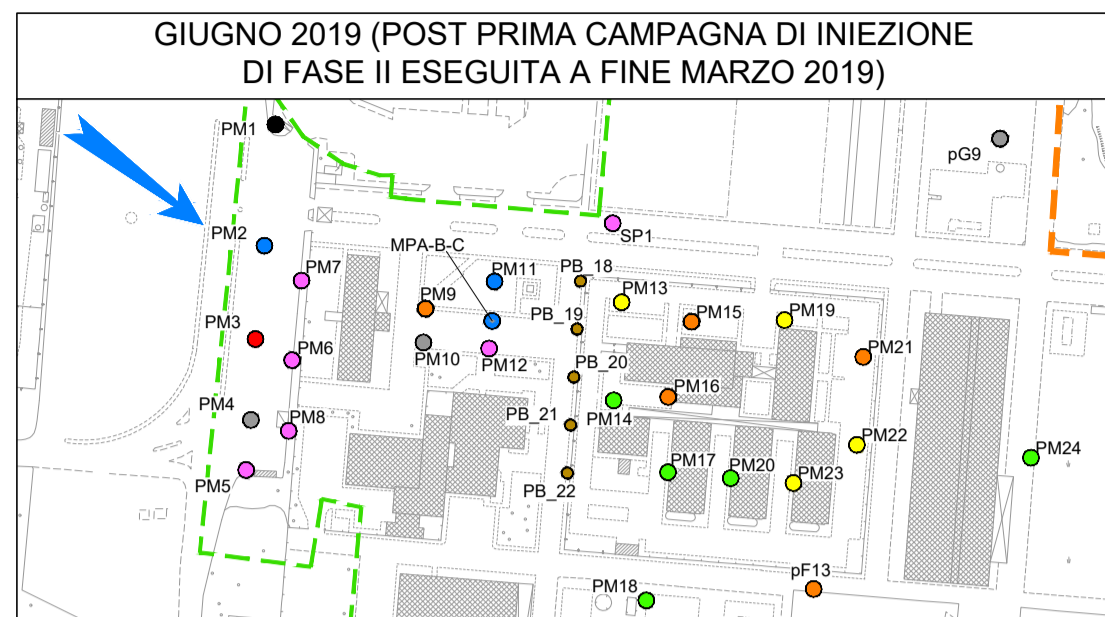 GIUGNO 2019 (POST PRIMA CAMPAGNA DI INIEZIONE
DI FASE II ESEGUITA A FINE MARZO 2019)
PM1
pG9
PM2
SP1
MPA-B-C
PM7
PM11
PB_18
PM9
PM13
PM15
PM19
PB_19
PM3
PM10
PM12
PM6
PM21
PB_20
PM16
PM4
PB_21
PM14
PM8
PM22
PM24
PM5
PB_22
PM17
PM20
PM23
PM18
pF13